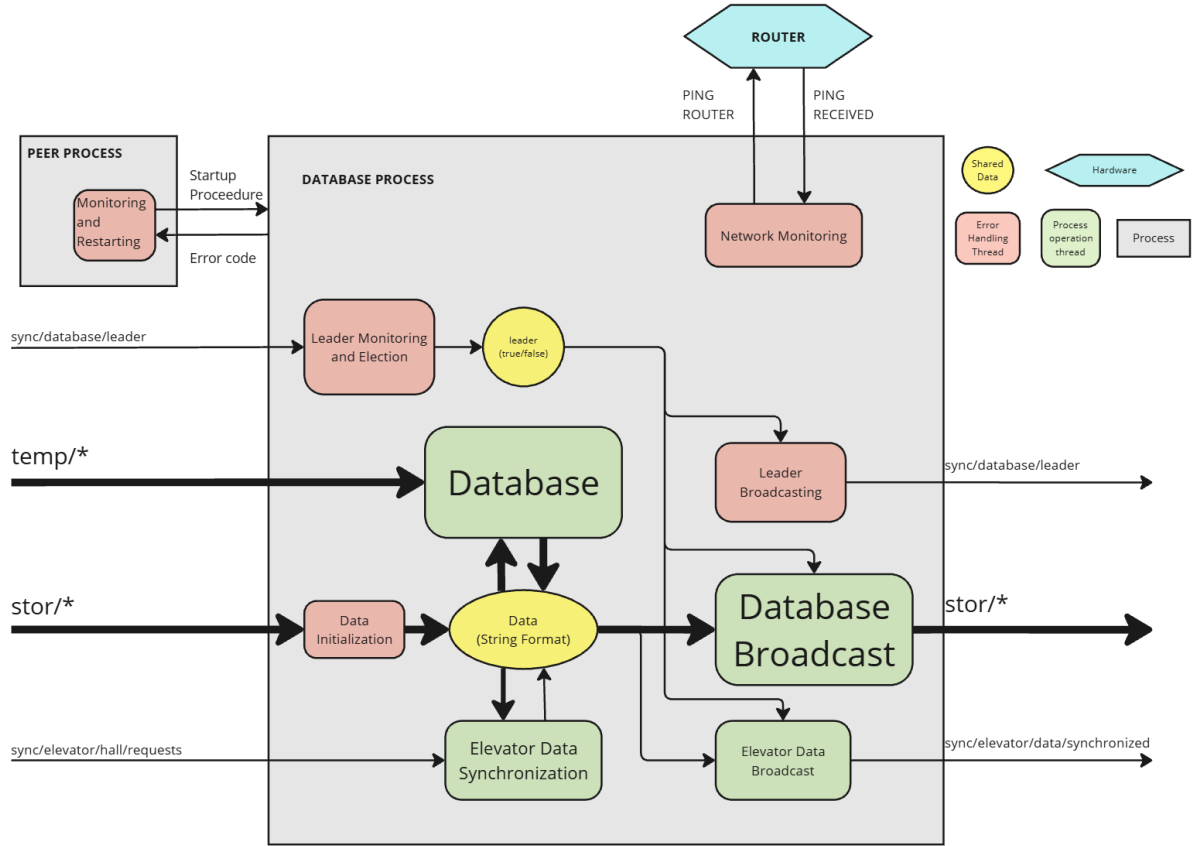 ROUTER
PING
ROUTER
PING
RECEIVED
PEER PROCESS
Monitoring
and
Restarting
Startup
Proceedure
Error code
DATABASE PROCESS
Network Monitoring
Shared
Data
Hardware
Error
Handling
Thread
Process
operation
thread
Process
sync/database/leader
Leader Monitoring
and Election
leader
(true/false)
temp/*
Database
Leader
Broadcasting
sync/database/leader
stor/*
Data
Initialization
Data
(String Format)
Database
Broadcast
stor/*
sync/elevator/hall/requests
Elevator Data
Synchronization
Elevator Data
Broadcast
sync/elevator/data/synchronized